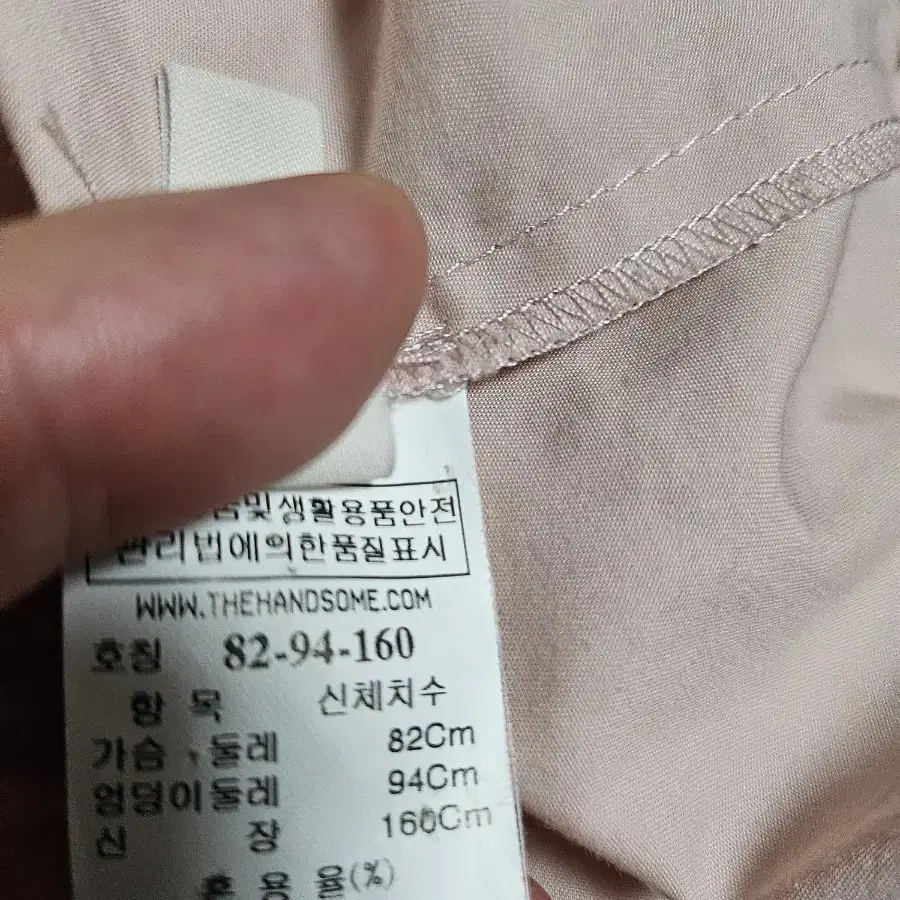 및생활용품안전
관리법에의한품질표시
WWW.THEHANDSOME.COM
호칭 82-94-160
항 목 신체치수
가슴둘레 82Cm
엉덩이둘레 94Cm
신 장 160Cm
혼 용 율(%)